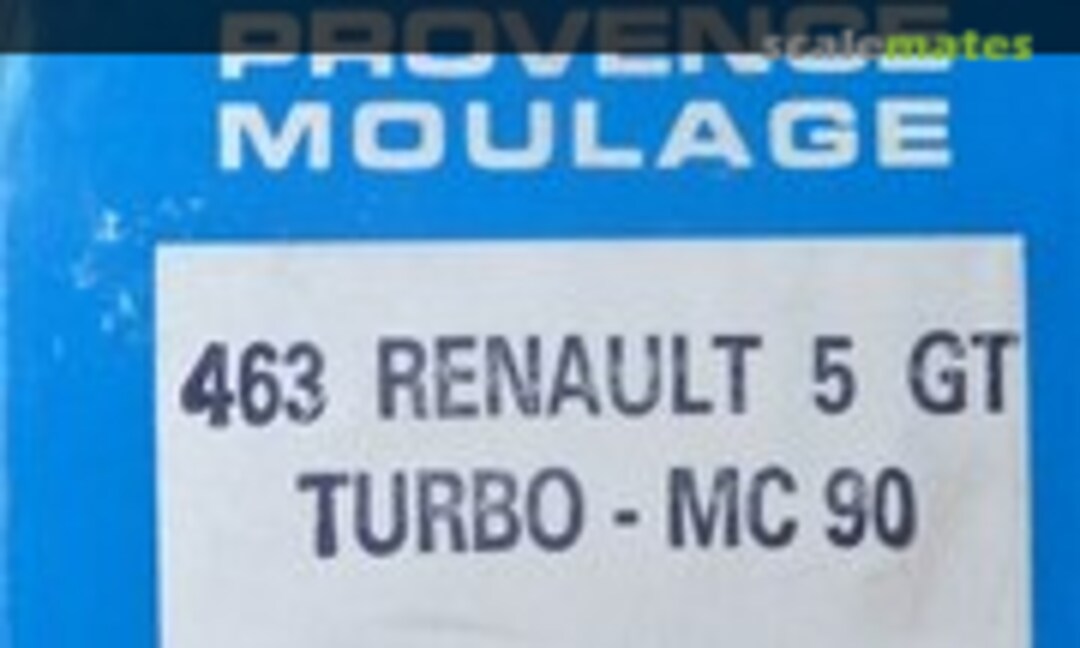 PROVENCE
scalemates
MOULAGE
463 RENAULT 5 GT
TURBO - MC 90